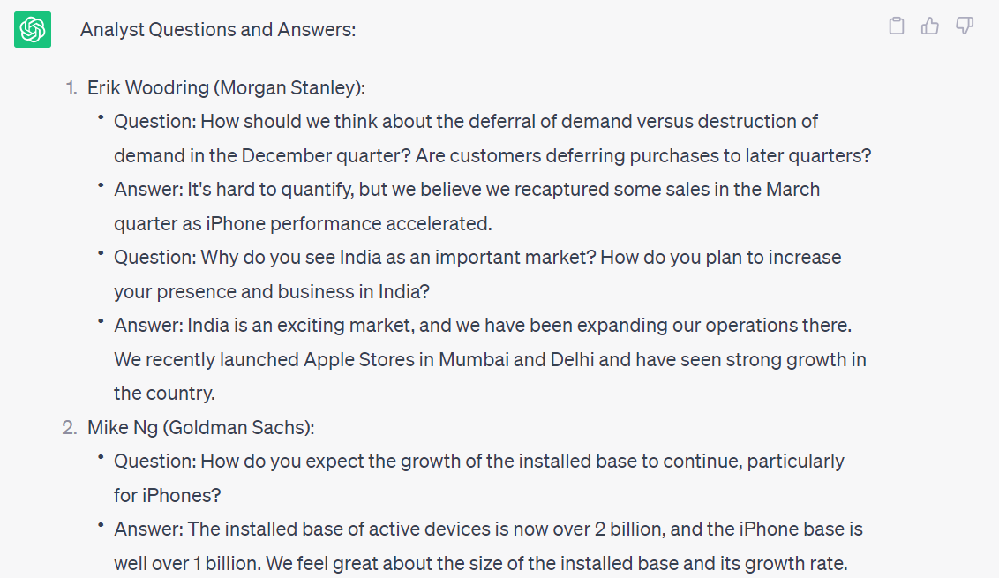 Analyst Questions and Answers:
1. Erik Woodring (Morgan Stanley):
• Question: How should we think about the deferral of demand versus destruction of
demand in the December quarter? Are customers deferring purchases to later quarters?
• Answer: It's hard to quantify, but we believe we recaptured some sales in the March
quarter as iPhone performance accelerated.
• Question: Why do you see India as an important market? How do you plan to increase
your presence and business in India?
• Answer: India is an exciting market, and we have been expanding our operations there.
We recently launched Apple Stores in Mumbai and Delhi and have seen strong growth in
the country.
2. Mike Ng (Goldman Sachs):
• Question: How do you expect the growth of the installed base to continue, particularly
for iPhones?
• Answer: The installed base of active devices is now over 2 billion, and the iPhone base is
well over 1 billion. We feel great about the size of the installed base and its growth rate.